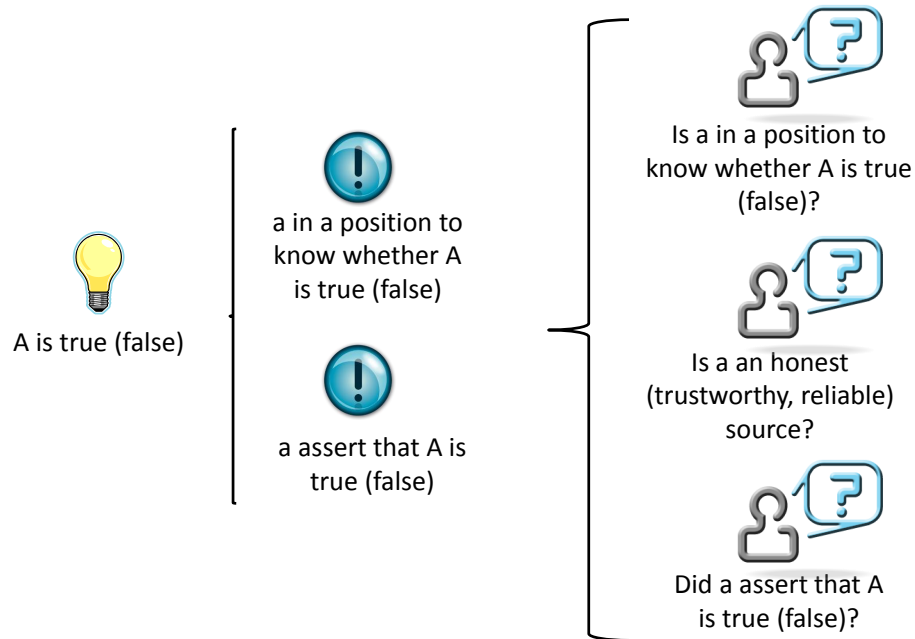 A is true (false)
a in a position to
know whether A
is true (false)
a assert that A is
true (false)
Is a in a position to
know whether A is true
(false)?
Is a an honest
(trustworthy, reliable)
source?
Did a assert that A
is true (false)?